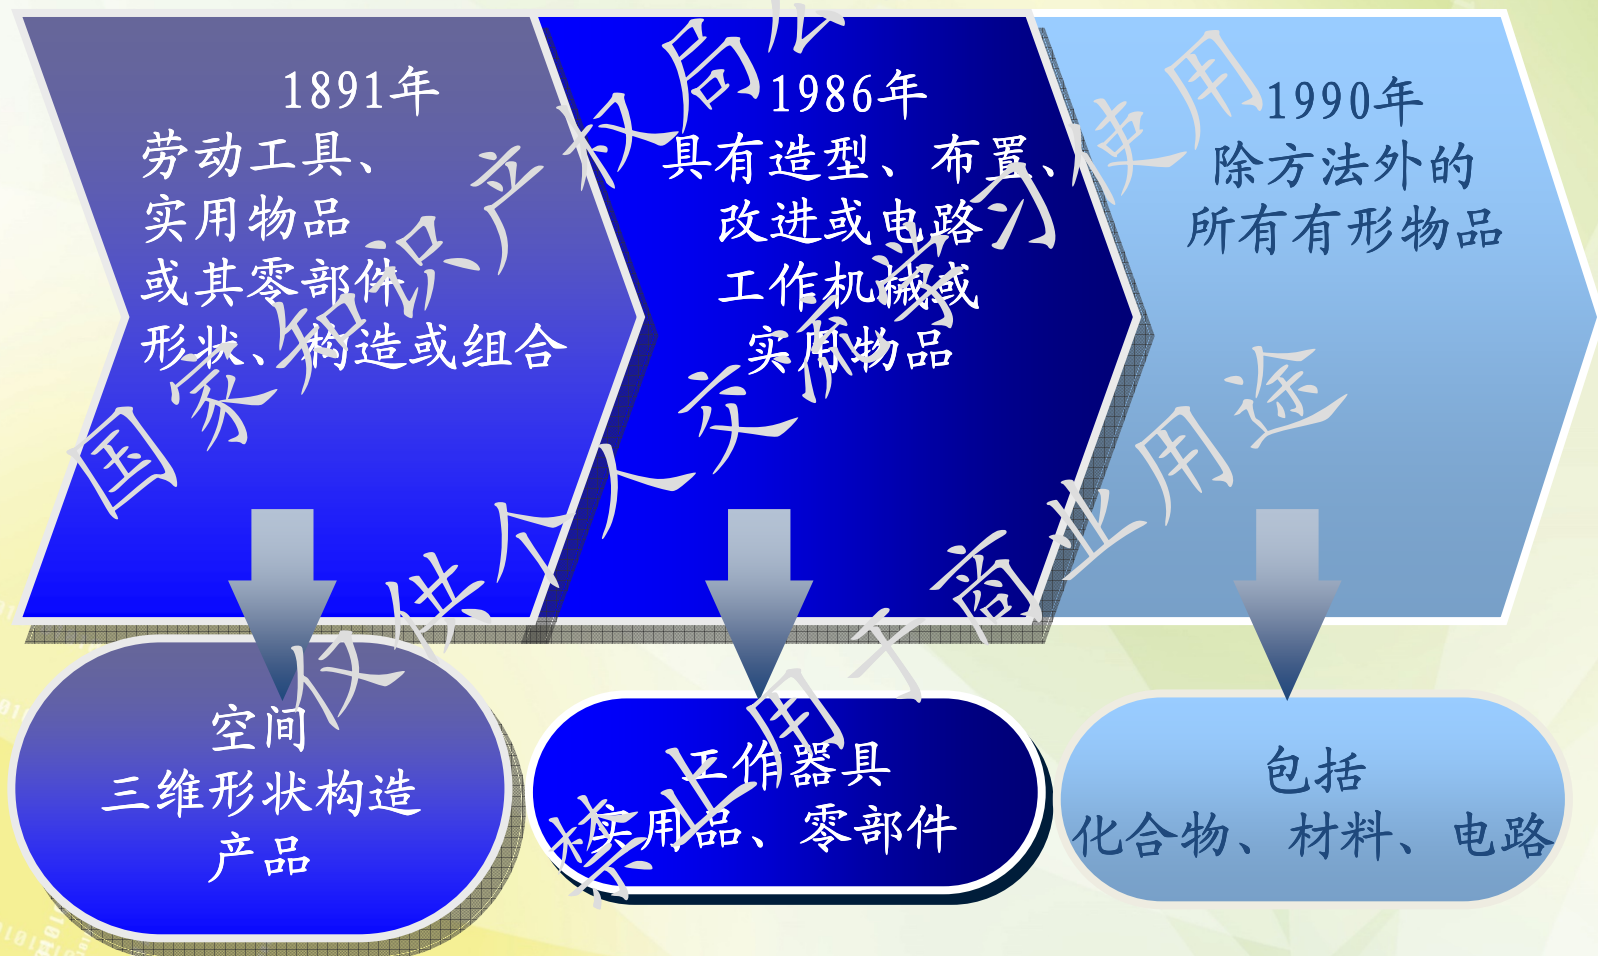 1891年
劳动工具、
实用物品
或其零部件
形状、构造或组合
1986年
具有造型、布置、
改进或电路
工作机械或
实用物品
1990年
除方法外的
所有有形物品
空间
三维形状构造
产品
工作器具
实用品、零部件
包括
化合物、材料、电路
国家知识产权局公
仅供个人交流学习使用
禁止用于商业用途